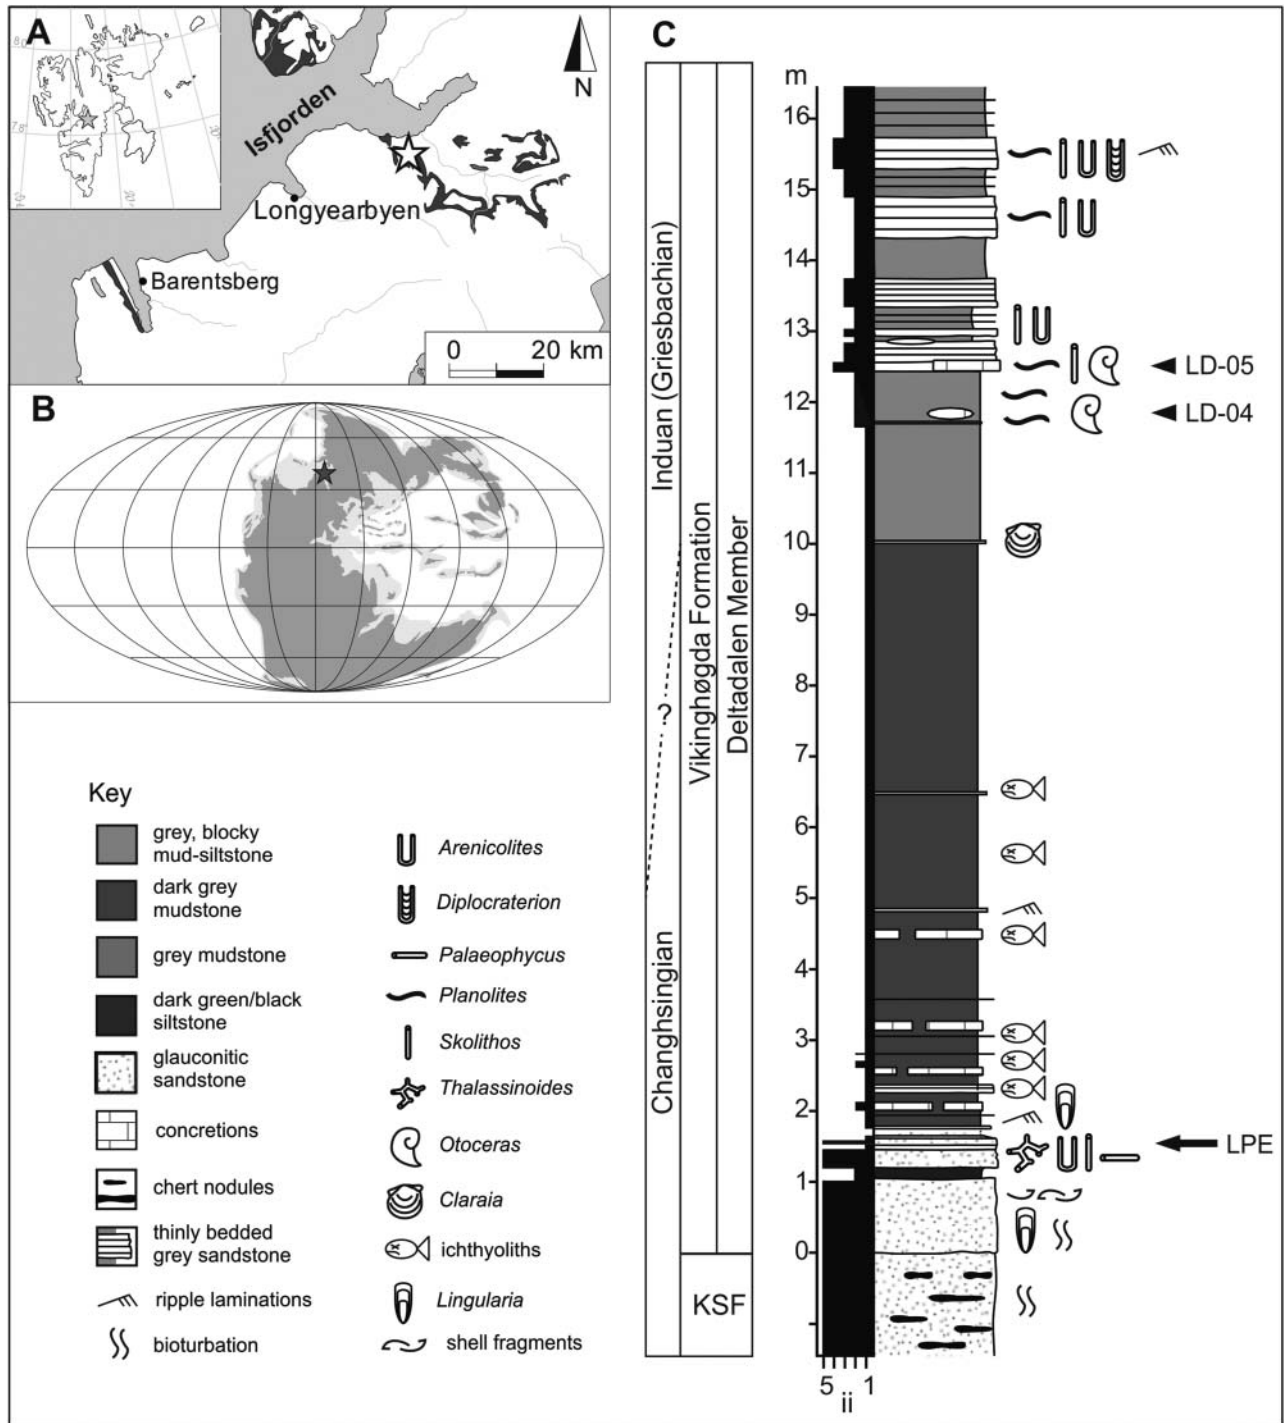 A
80
78
Isfjorden
N
Longyearbyen
Barentsberg
0 20 km
B
Key
grey, blocky
mud-siltstone
dark grey
mudstone
grey mudstone
dark green/black
siltstone
glauconitic
sandstone
concretions
chert nodules
thinly bedded
grey sandstone
ripple laminations
bioturbation
Arenicolites
Diplocraterion
Palaeophycus
Planolites
Skolithos
Thalassinoides
Otoceras
Claraia
ichthyoliths
Lingularia
shell fragments
C
Induan (Griesbachian)
?
Changhsingian
Vikinghøgda Formation
Deltadalen Member
KSF
m
16
15
14
13
12
11
10
9
8
7
6
5
4
3
2
1
0
5 1
ii
LD-05
LD-04
LPE